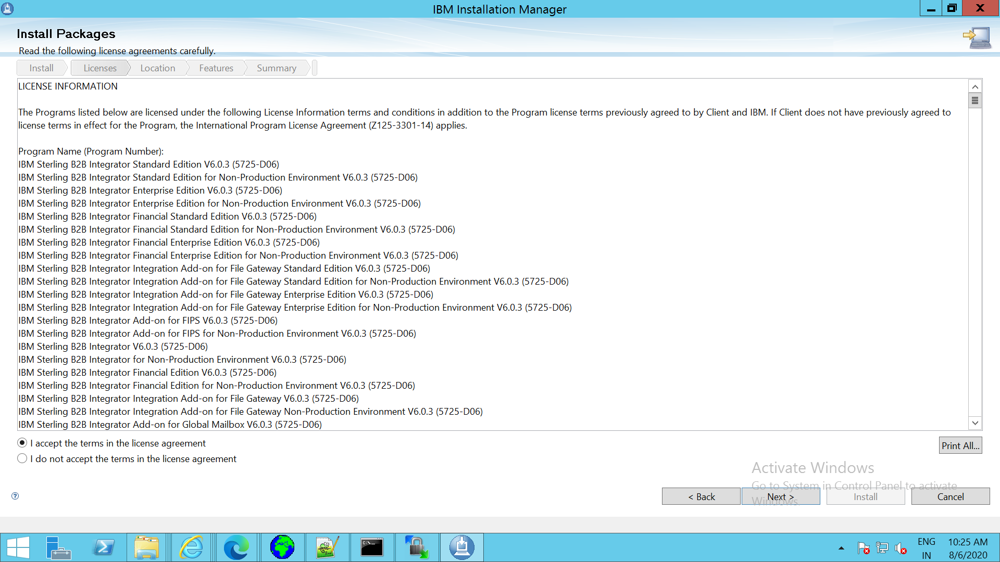 IBM Installation Manager
Install Packages
Read the following license agreements carefully.
Install
Licenses
Location
Features
Summary
LICENSE INFORMATION
The Programs listed below are licensed under the following License Information terms and conditions in addition to the Program license terms previously agreed to by Client and IBM. If Client does not have previously agreed to
license terms in effect for the Program, the International Program License Agreement (Z125-3301-14) applies.
Program Name (Program Number):
IBM Sterling B2B Integrator Standard Edition V6.0.3 (5725-D06)
IBM Sterling B2B Integrator Standard Edition for Non-Production Environment V6.0.3 (5725-D06)
IBM Sterling B2B Integrator Enterprise Edition V6.0.3 (5725-D06)
IBM Sterling B2B Integrator Enterprise Edition for Non-Production Environment V6.0.3 (5725-D06)
IBM Sterling B2B Integrator Financial Standard Edition V6.0.3 (5725-D06)
IBM Sterling B2B Integrator Financial Standard Edition for Non-Production Environment V6.0.3 (5725-D06)
IBM Sterling B2B Integrator Financial Enterprise Edition V6.0.3 (5725-D06)
IBM Sterling B2B Integrator Financial Enterprise Edition for Non-Production Environment V6.0.3 (5725-D06)
IBM Sterling B2B Integrator Integration Add-on for File Gateway Standard Edition V6.0.3 (5725-D06)
IBM Sterling B2B Integrator Integration Add-on for File Gateway Standard Edition for Non-Production Environment V6.0.3 (5725-D06)
IBM Sterling B2B Integrator Integration Add-on for File Gateway Enterprise Edition V6.0.3 (5725-D06)
IBM Sterling B2B Integrator Integration Add-on for File Gateway Enterprise Edition for Non-Production Environment V6.0.3 (5725-D06)
IBM Sterling B2B Integrator Add-on for FIPS V6.0.3 (5725-D06)
IBM Sterling B2B Integrator Add-on for FIPS for Non-Production Environment V6.0.3 (5725-D06)
IBM Sterling B2B Integrator V6.0.3 (5725-D06)
IBM Sterling B2B Integrator for Non-Production Environment V6.0.3 (5725-D06)
IBM Sterling B2B Integrator Financial Edition V6.0.3 (5725-D06)
IBM Sterling B2B Integrator Financial Edition for Non-Production Environment V6.0.3 (5725-D06)
IBM Sterling B2B Integrator Integration Add-on for File Gateway V6.0.3 (5725-D06)
IBM Sterling B2B Integrator Integration Add-on for File Gateway Non-Production Environment V6.0.3 (5725-D06)
IBM Sterling B2B Integrator Add-on for Global Mailbox V6.0.3 (5725-D06)
I accept the terms in the license agreement
Print All...
I do not accept the terms in the license agreement
Activate Windows
Go to System in Control Panel to activate
Windows.
< Back
Next >
Install
Cancel
C:\_
ENG
IN
10:25 AM
8/6/2020